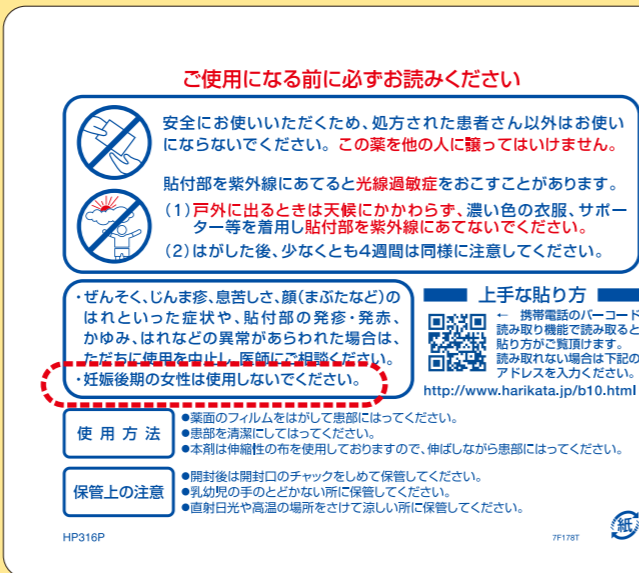 ご使用になる前に必ずお読みください
安全にお使いいただくため、処方された患者さん以外はお使い
にならないでください。この薬を他の人に譲ってはいけません。
貼付部を紫外線にあてると光線過敏症をおこすことがあります。
(1)戸外に出るときは天候にかかわらず、濃い色の衣服、サポー
ター等を着用し貼付部を紫外線にあてないでください。
(2)はがした後、少なくとも4週間は同様に注意してください。
・ぜんそく、じんま疹、息苦しさ、顔(まぶたなど)の
はれといった症状や、貼付部の発疹・発赤、
かゆみ、はれなどの異常があらわれた場合は、
ただちに使用を中止し、医師にご相談ください。
・妊娠後期の女性は使用しないでください。
上手な貼り方
← 携帯電話のバーコード
読み取り機能で読み取ると
貼り方がご覧頂けます。
読み取れない場合は下記の
アドレスを入力ください。
http://www.harikata.jp/b10.html
使用方法
●薬面のフィルムをはがして患部にはってください。
●患部を清潔にしてはってください。
●本剤は伸縮性の布を使用しておりますので、伸ばしながら患部にはってください。
保管上の注意
●開封後は開封口のチャックをしめて保管してください。
●乳幼児の手のとどかない所に保管してください。
●直射日光や高温の場所をさけて涼しい所に保管してください。
HP316P
7F178T
紙